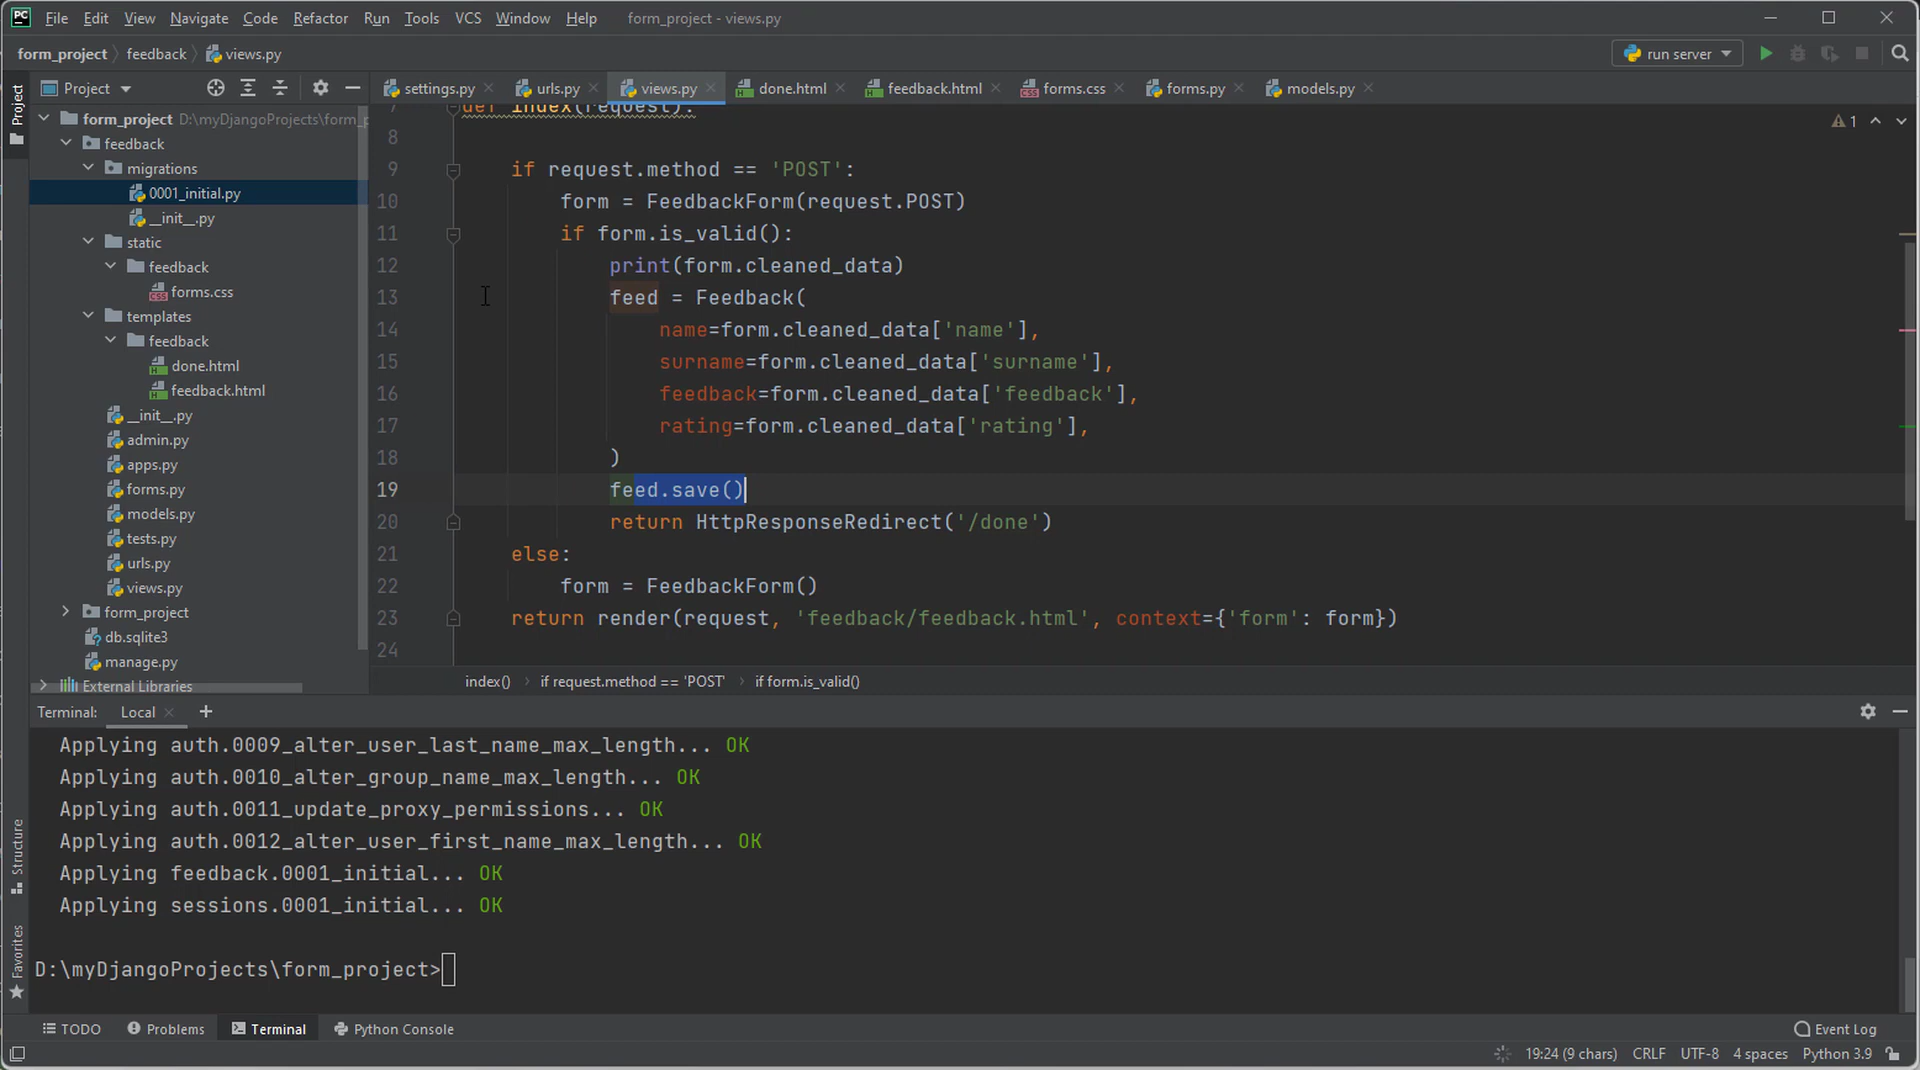 PC File Edit View Navigate Code Refactor Run Tools VCS Window Help form_project - views.py
form_project feedback views.py run server
Project
Project
settings.py urls.py views.py done.html feedback.html forms.css forms.py models.py
form_project D:\myDjangoProjects\form_p
feedback
migrations
0001_initial.py
__init__.py
static
feedback
forms.css
templates
feedback
done.html
feedback.html
__init__.py
admin.py
apps.py
forms.py
models.py
tests.py
urls.py
views.py
form_project
db.sqlite3
manage.py
External Libraries
7 def index(request):
1
8
9 if request.method == 'POST':
10 form = FeedbackForm(request.POST)
11 if form.is_valid():
12 print(form.cleaned_data)
13 feed = Feedback(
14 name=form.cleaned_data['name'],
15 surname=form.cleaned_data['surname'],
16 feedback=form.cleaned_data['feedback'],
17 rating=form.cleaned_data['rating'],
18 )
19 feed.save()
20 return HttpResponseRedirect('/done')
21 else:
22 form = FeedbackForm()
23 return render(request, 'feedback/feedback.html', context={'form': form})
24
index() if request.method == 'POST' if form.is_valid()
Terminal: Local
Applying auth.0009_alter_user_last_name_max_length... OK
Applying auth.0010_alter_group_name_max_length... OK
Applying auth.0011_update_proxy_permissions... OK
Applying auth.0012_alter_user_first_name_max_length... OK
Applying feedback.0001_initial... OK
Applying sessions.0001_initial... OK
D:\myDjangoProjects\form_project>
Structure
Favorites
TODO Problems Terminal Python Console Event Log
19:24 (9 chars) CRLF UTF-8 4 spaces Python 3.9